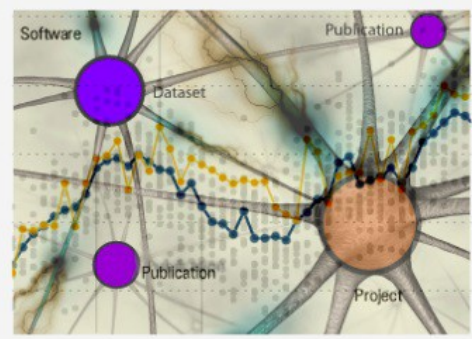 Software
Publication
Dataset
Publication
Project